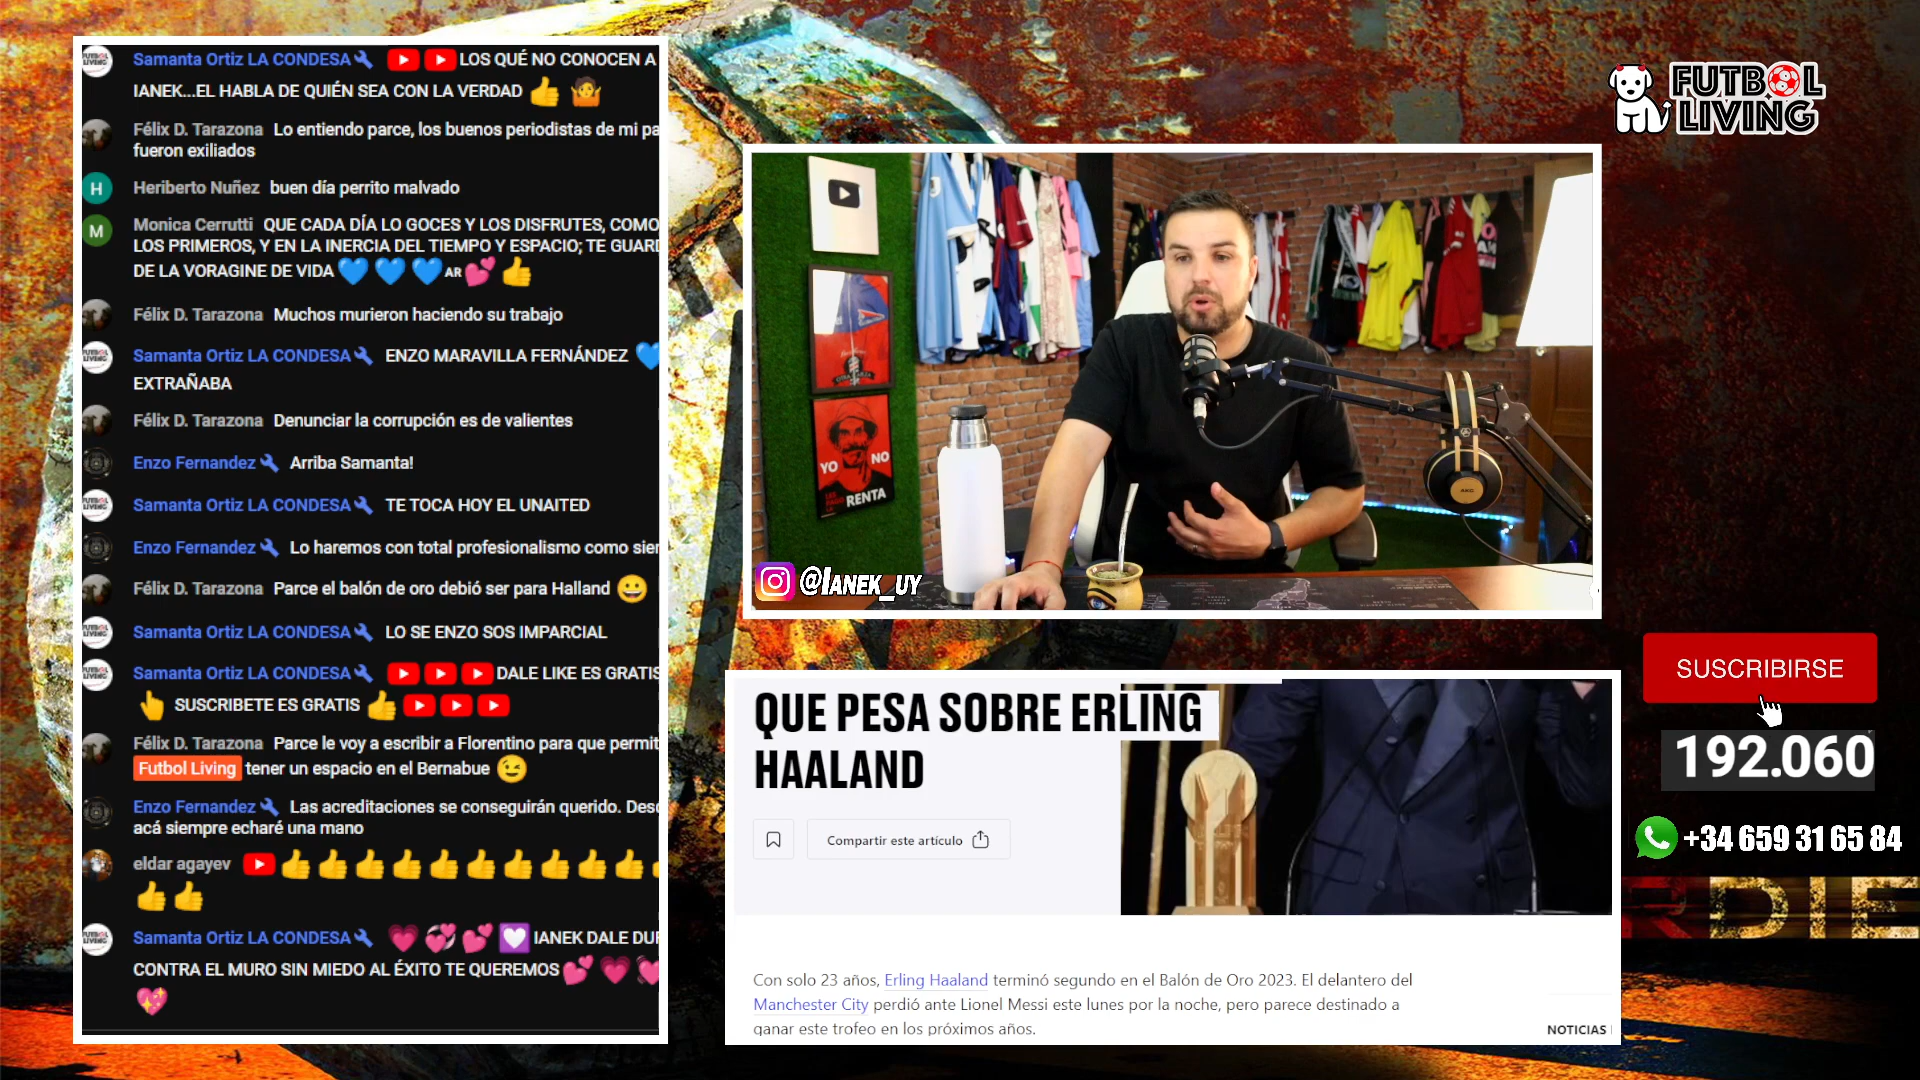 Samanta Ortiz LA CONDESA LOS QUÉ NO CONOCEN A
IANEK...EL HABLA DE QUIÉN SEA CON LA VERDAD
Félix D. Tarazona Lo entiendo parce, los buenos periodistas de mi pa
fueron exiliados
H Heriberto Nuñez buen día perrito malvado
M Monica Cerrutti QUE CADA DÍA LO GOCES Y LOS DISFRUTES, COMO
LOS PRIMEROS, Y EN LA INERCIA DEL TIEMPO Y ESPACIO; TE GUARD
DE LA VORAGINE DE VIDA 💙 💙 💙 AR 💕 👍
Félix D. Tarazona Muchos murieron haciendo su trabajo
Samanta Ortiz LA CONDESA ENZO MARAVILLA FERNÁNDEZ 💙
EXTRAÑABA
Félix D. Tarazona Denunciar la corrupción es de valientes
Enzo Fernandez Arriba Samanta!
Samanta Ortiz LA CONDESA TE TOCA HOY EL UNAITED
Enzo Fernandez Lo haremos con total profesionalismo como sie
Félix D. Tarazona Parce el balón de oro debió ser para Halland 😀
Samanta Ortiz LA CONDESA LO SE ENZO SOS IMPARCIAL
Samanta Ortiz LA CONDESA DALE LIKE ES GRATIS
👆 SUSCRIBETE ES GRATIS 👍
Félix D. Tarazona Parce le voy a escribir a Florentino para que permit
Futbol Living tener un espacio en el Bernabue 😉
Enzo Fernandez Las acreditaciones se conseguirán querido. Desc
acá siempre echaré una mano
eldar agayev 👍👍👍👍👍👍👍👍👍👍
👍👍
Samanta Ortiz LA CONDESA 💗 💞 💕 💟 IANEK DALE DU
CONTRA EL MURO SIN MIEDO AL ÉXITO TE QUEREMOS 💕 💗 💓
💖
FUTBOL
LIVING
YO NO
RENTA
AKG
@IANEK_UY
QUE PESA SOBRE ERLING
HAALAND
Compartir este artículo
Con solo 23 años, Erling Haaland terminó segundo en el Balón de Oro 2023. El delantero del
Manchester City perdió ante Lionel Messi este lunes por la noche, pero parece destinado a
ganar este trofeo en los próximos años.
NOTICIAS
SUSCRIBIRSE
192.060
+34 659 31 65 84
R DIE